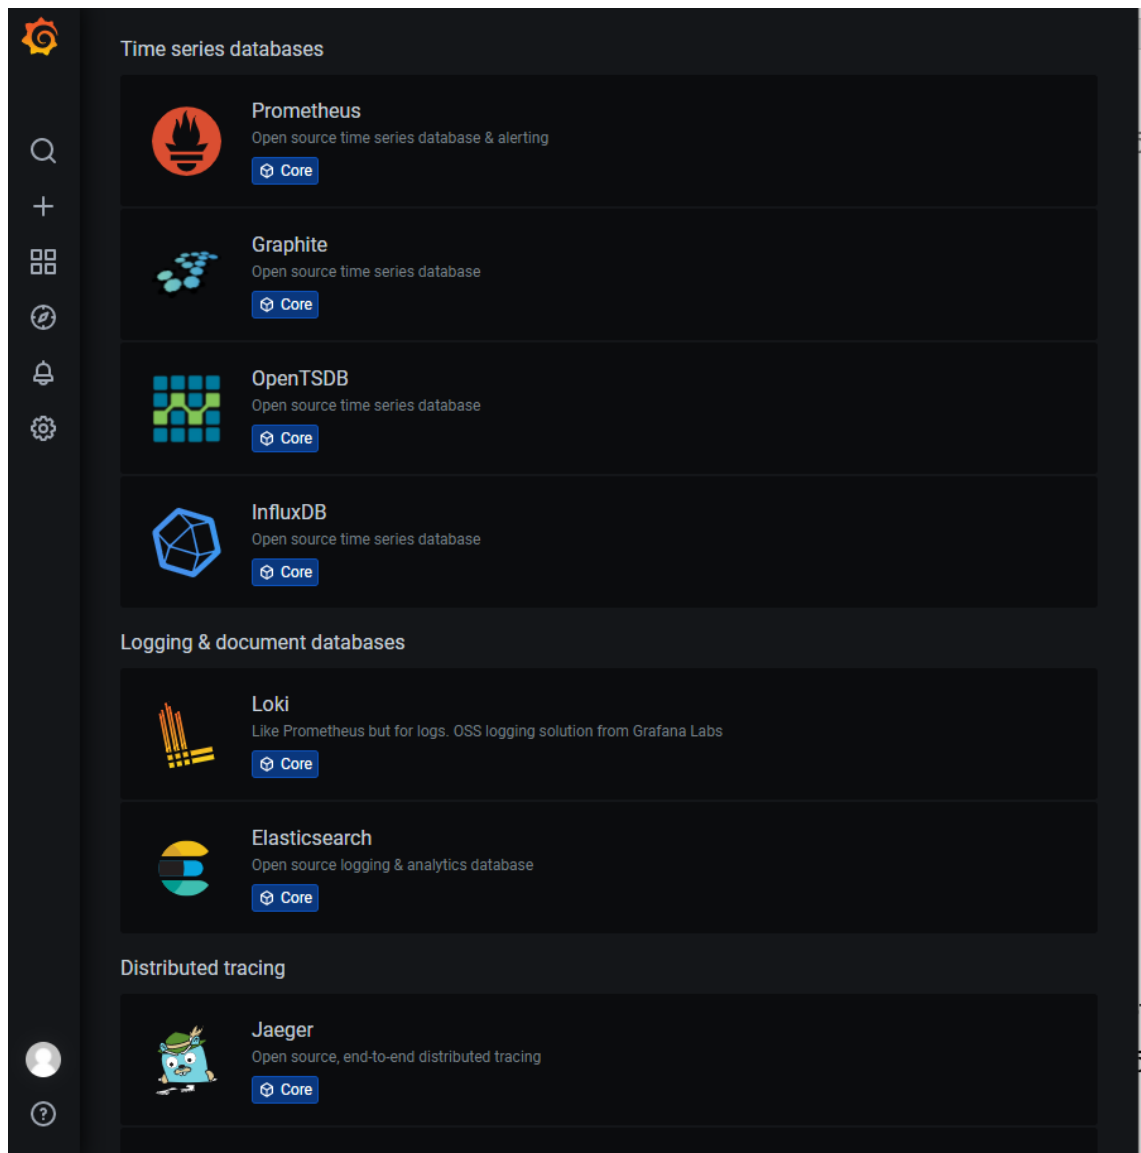 Time series databases
Prometheus
Open source time series database & alerting
Core
Graphite
Open source time series database
Core
OpenTSDB
Open source time series database
Core
InfluxDB
Open source time series database
Core
Logging & document databases
Loki
Like Prometheus but for logs. OSS logging solution from Grafana Labs
Core
Elasticsearch
Open source logging & analytics database
Core
Distributed tracing
Jaeger
Open source, end-to-end distributed tracing
Core